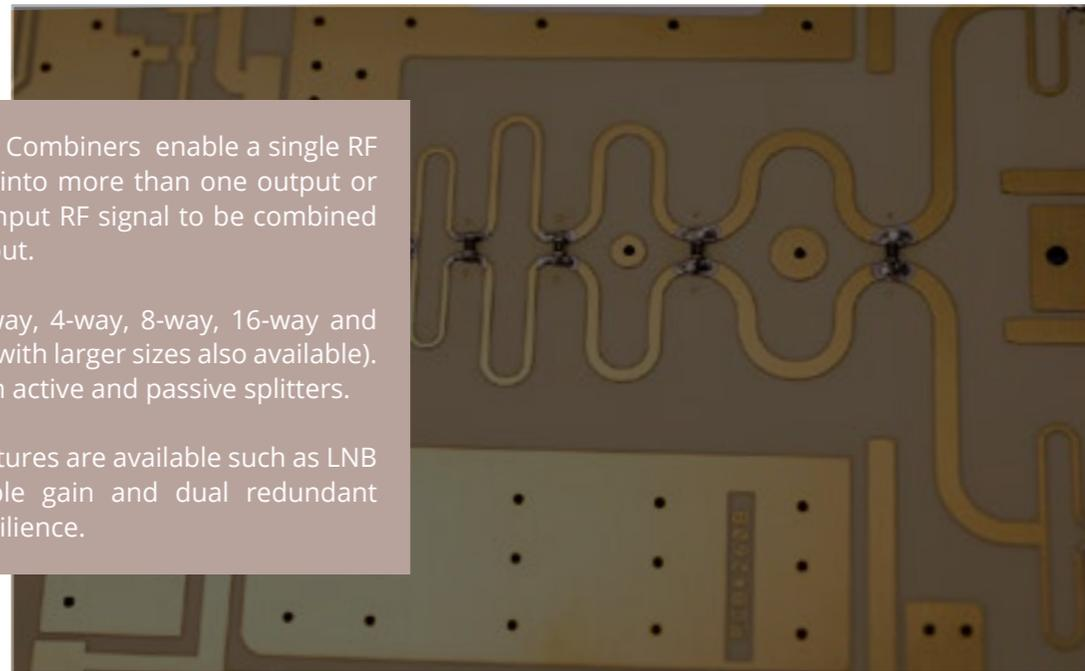 Combiners enable a single RF
into more than one output or
nput RF signal to be combined
out.
way, 4-way, 8-way, 16-way and
with larger sizes also available).
h active and passive splitters.
tures are available such as LNB
ple gain and dual redundant
ilience.